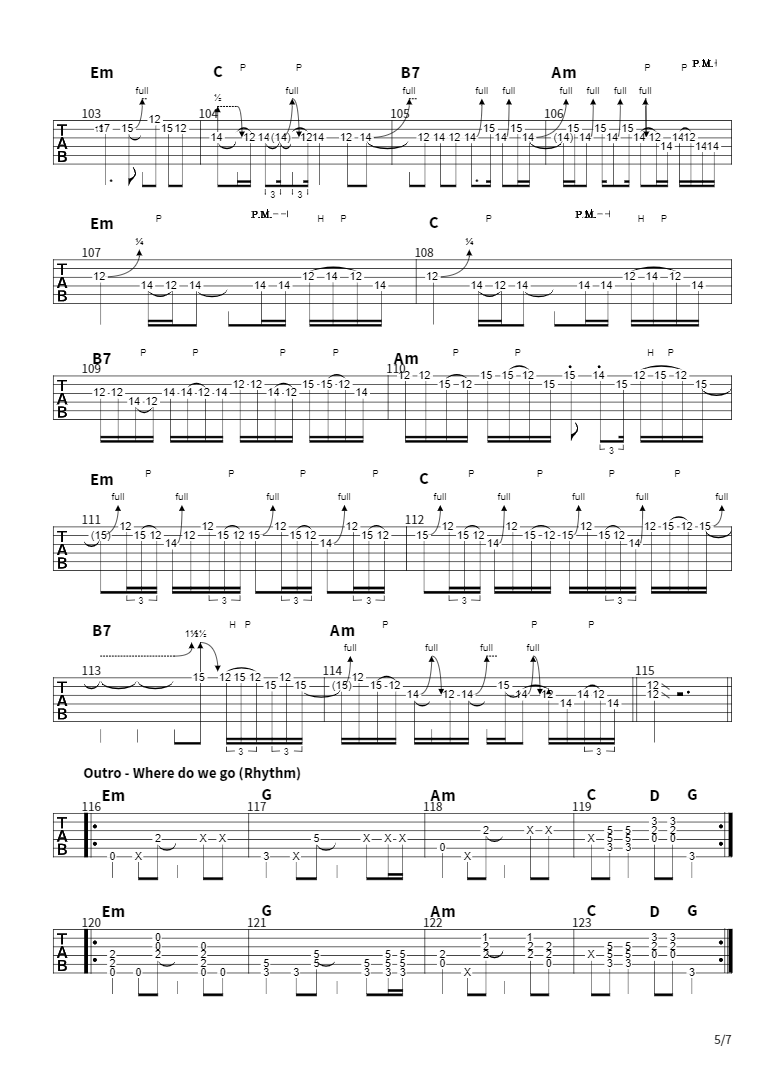 Em C P P B7 Am P P P.M.
full ½ full full full full full full full
103 104 105 106
T 17 15 12 15 12 14 12 14 (14) 12 14 12 14 12 14 12 14 15 14 15 14 (14) 15 14 15 14 15 14 12 14 14 12 14 14
A
B
3 3
Em P P.M. H P C P P.M. H P
¼ ¼
107 108
T 12 14 12 14 14 14 12 14 12 14 12 14 12 14 14 14 12 14 12 14
A
B
B7 P P P P Am P P H P
109 110
T 12 12 14 12 14 14 12 14 12 12 14 12 15 15 12 14 12 12 15 12 15 15 12 15 15 14 15 12 15 12 15
A
B
3
Em P P P P C P P P P
full full full full full full full full full
111 112
T (15) 12 15 12 14 12 15 12 15 12 15 12 14 12 15 12 15 12 15 12 14 12 15 12 15 12 15 12 14 12 15 12 15
A
B
3 3 3 3 3 3
B7 H P Am P P P
1½ 1½ full full full full
113 114 115
T 15 12 15 12 15 12 15 (15) 12 15 12 14 12 14 15 14 12 14 14 12 14 12 12
A
B
3 3 3
Outro - Where do we go (Rhythm)
Em G Am C D G
116 117 118 119
T 0 X 2 X X 3 X 5 X X X 0 X 2 X X X 5 5 3 5 5 3 3 2 0 3 2 0 3
A
B
Em G Am C D G
120 121 122 123
T 2 2 0 0 0 0 2 0 2 2 0 0 5 3 3 5 5 5 3 5 5 3 5 5 3 2 0 X 1 2 2 1 2 2 2 2 0 X 5 5 3 5 5 3 3 2 0 3 2 0 3
A
B
5/7